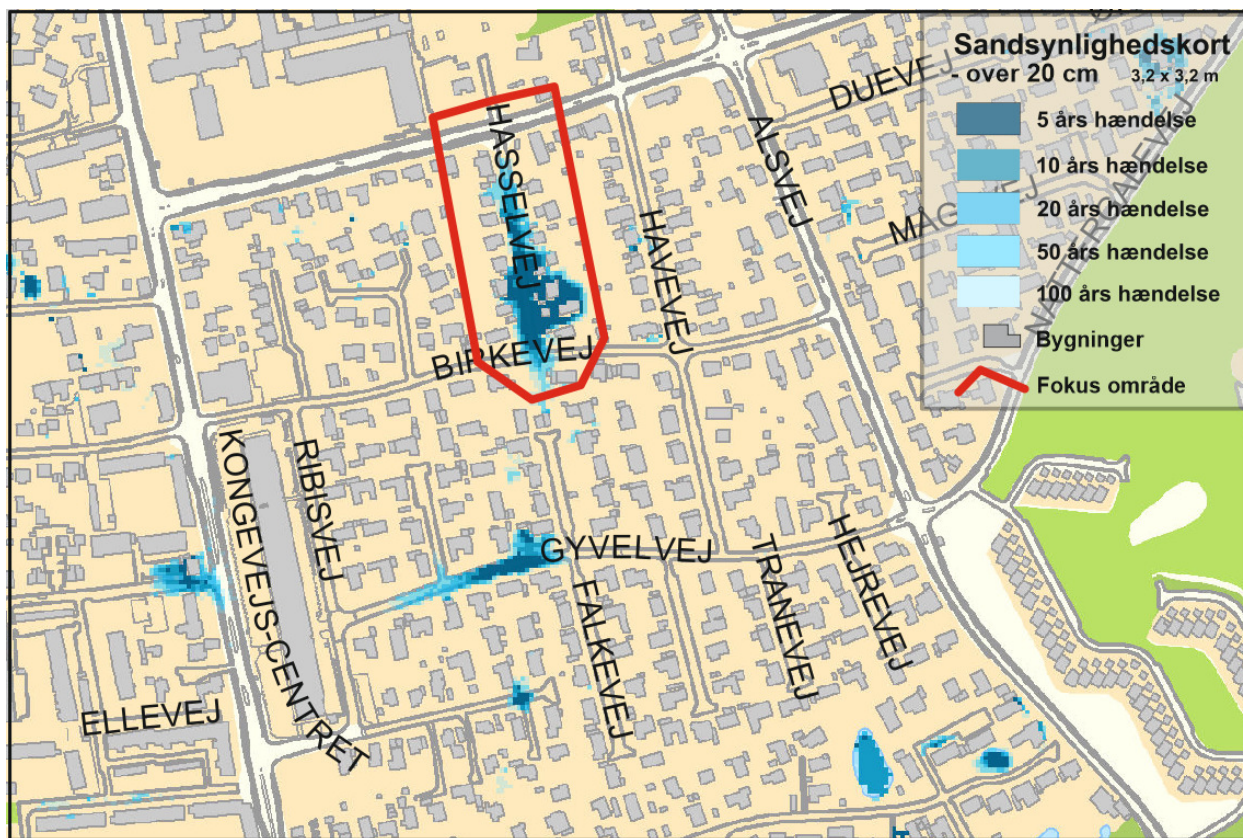 Sandsynlighedskort
- over 20 cm 3,2 x 3,2 m
5 års hændelse
10 års hændelse
20 års hændelse
50 års hændelse
100 års hændelse
Bygninger
Fokus område
DUEVEJ
HASSELVEJ
ALSVEJ
HAVEVEJ
BIRKEVEJ
KONGEVEJS-CENTRET
RIBISVEJ
GYVELVEJ
FALKEVEJ
TRANEVEJ
HEJREVEJ
ELLEVEJ